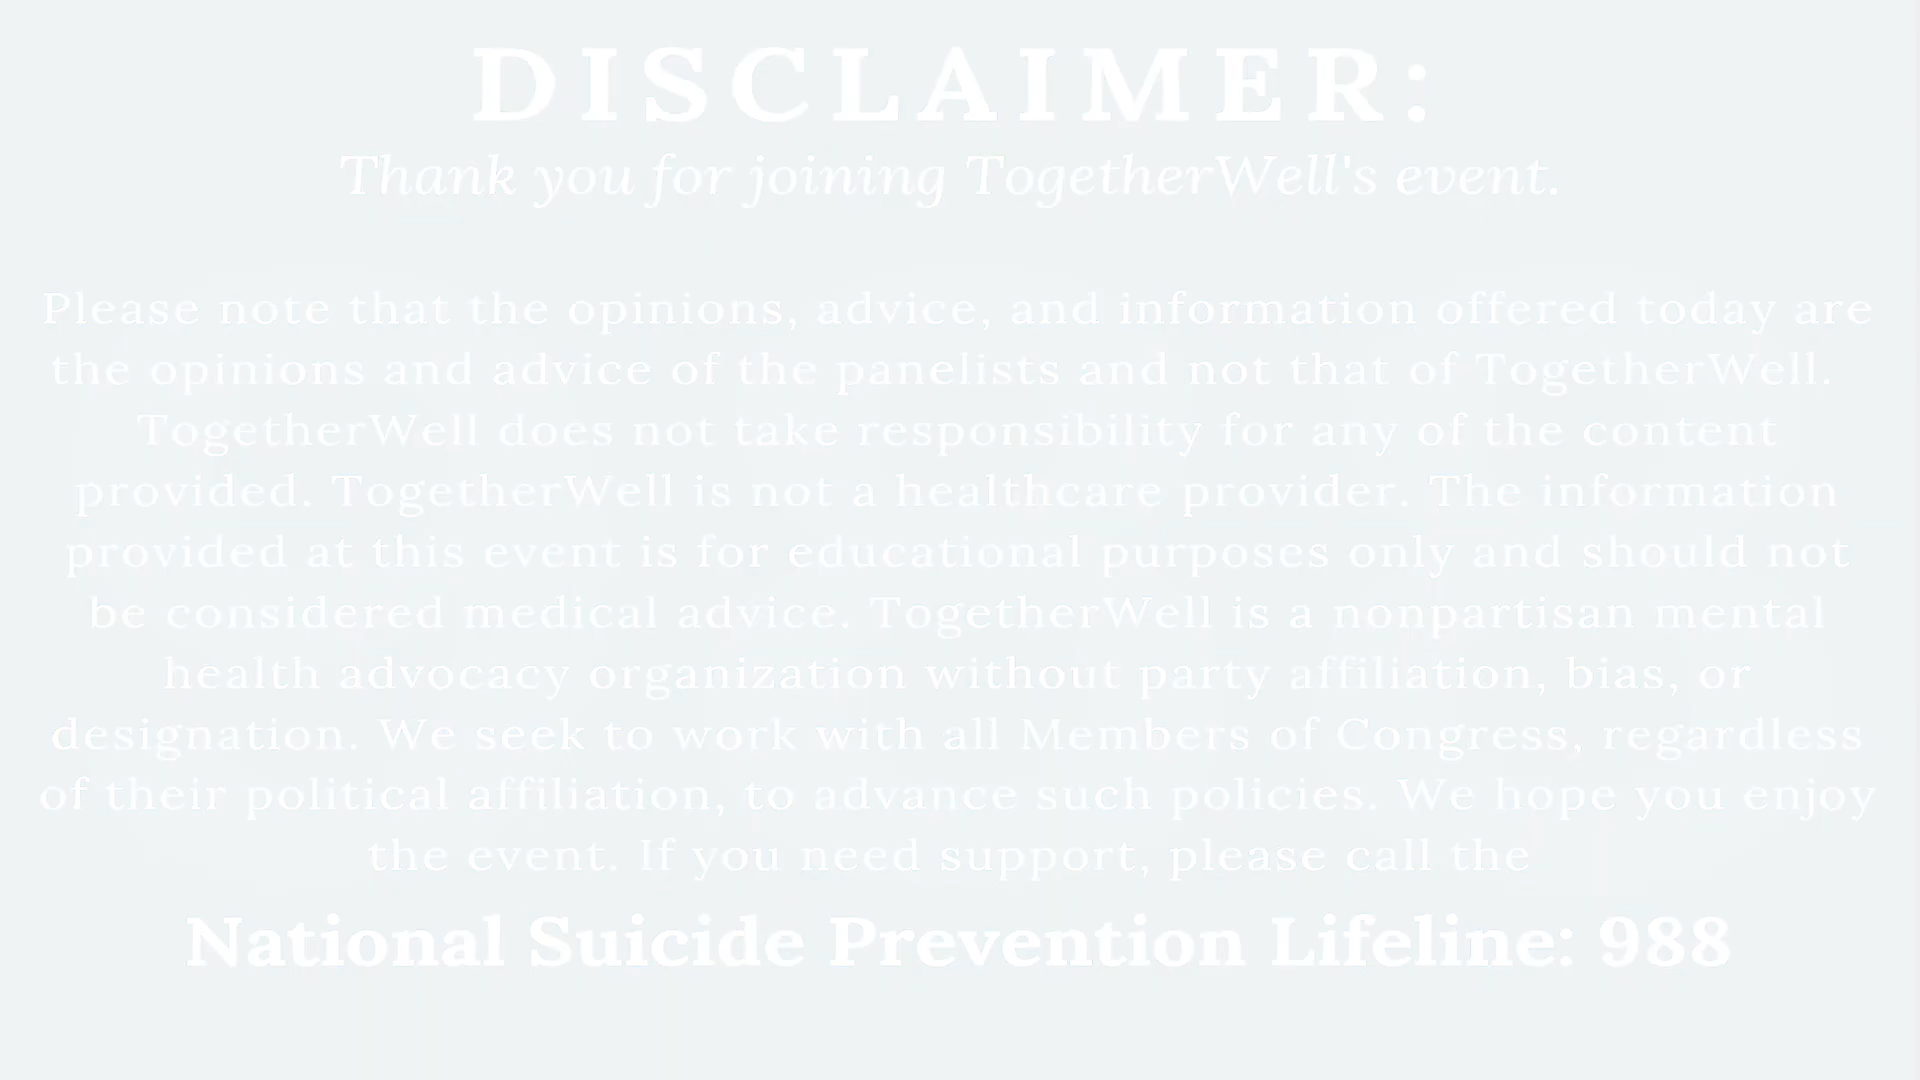 DISCLAIMER:
Thank you for joining TogetherWell's event.
Please note that the opinions, advice, and information offered today are
the opinions and advice of the panelists and not that of TogetherWell.
TogetherWell does not take responsibility for any of the content
provided. TogetherWell is not a healthcare provider. The information
provided at this event is for educational purposes only and should not
be considered medical advice. TogetherWell is a nonpartisan mental
health advocacy organization without party affiliation, bias, or
designation. We seek to work with all Members of Congress, regardless
of their political affiliation, to advance such policies. We hope you enjoy
the event. If you need support, please call the
National Suicide Prevention Lifeline: 988